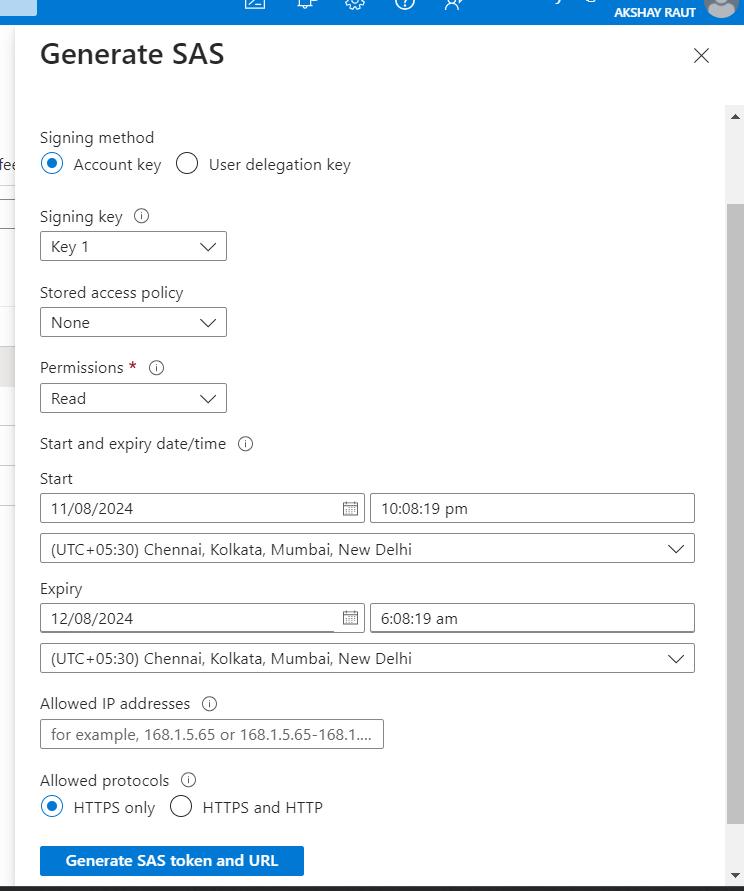 AKSHAY RAUT
Generate SAS
fee
Signing method
Account key User delegation key
Signing key
Key 1
Stored access policy
None
Permissions *
Read
Start and expiry date/time
Start
11/08/2024 10:08:19 pm
(UTC+05:30) Chennai, Kolkata, Mumbai, New Delhi
Expiry
12/08/2024 6:08:19 am
(UTC+05:30) Chennai, Kolkata, Mumbai, New Delhi
Allowed IP addresses
for example, 168.1.5.65 or 168.1.5.65-168.1....
Allowed protocols
HTTPS only HTTPS and HTTP
Generate SAS token and URL